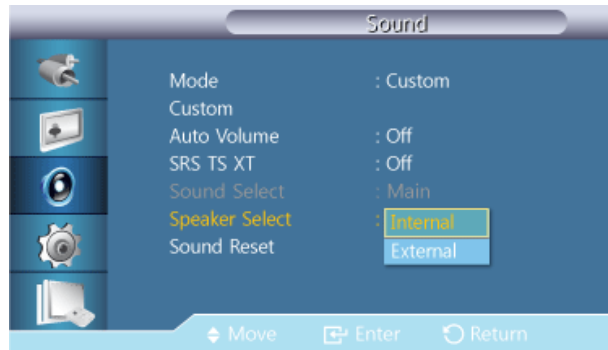 Sound
Mode : Custom
Custom
Auto Volume : Off
SRS TS XT : Off
Sound Select : Main
Speaker Select : Internal
External
Sound Reset
Move Enter Return